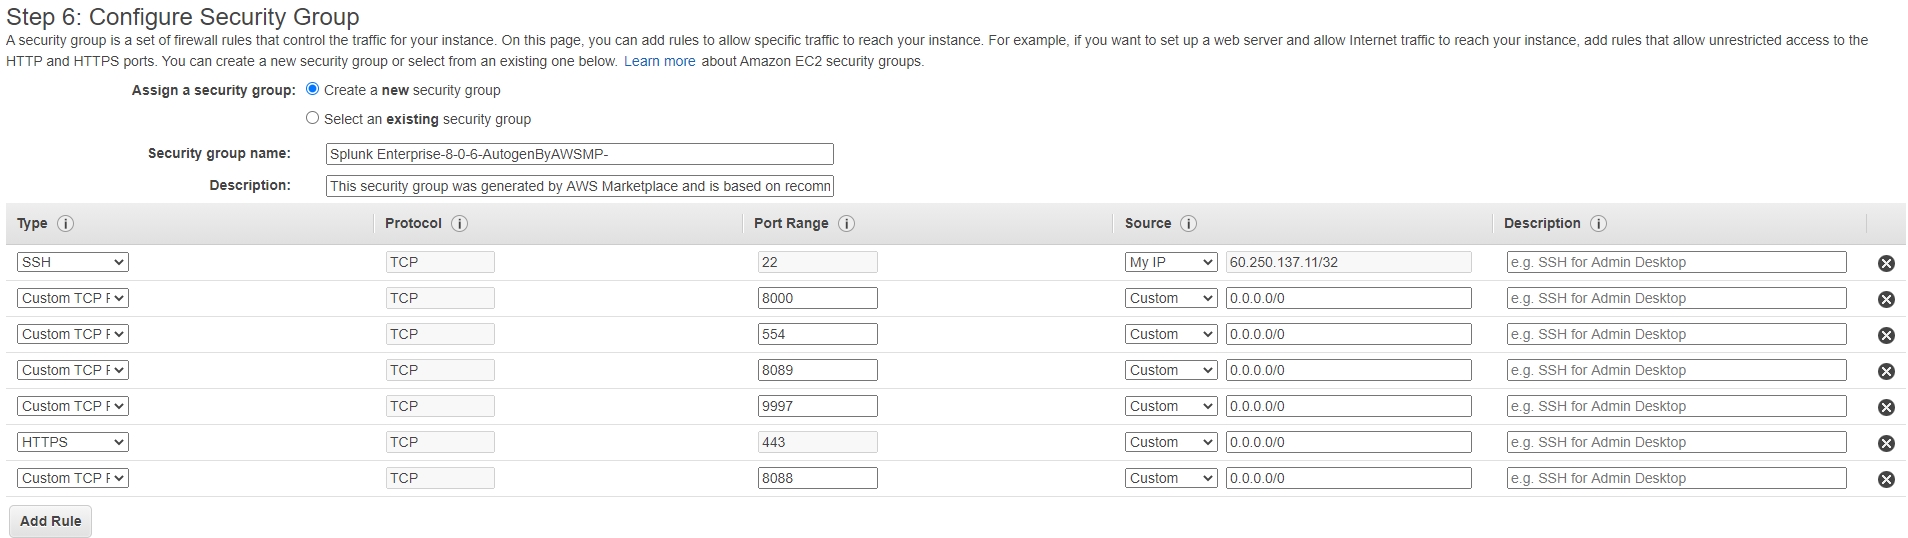 Step 6: Configure Security Group
A security group is a set of firewall rules that control the traffic for your instance. On this page, you can add rules to allow specific traffic to reach your instance. For example, if you want to set up a web server and allow Internet traffic to reach your instance, add rules that allow unrestricted access to the
HTTP and HTTPS ports. You can create a new security group or select from an existing one below. Learn more about Amazon EC2 security groups.
Assign a security group: Create a new security group
Select an existing security group
Security group name: Splunk Enterprise-8-0-6-AutogenByAWSMP-
Description: This security group was generated by AWS Marketplace and is based on recomn
Type i Protocol i Port Range i Source i Description i
SSH TCP 22 My IP 60.250.137.11/32 e.g. SSH for Admin Desktop
Custom TCP F TCP 8000 Custom 0.0.0.0/0 e.g. SSH for Admin Desktop
Custom TCP F TCP 554 Custom 0.0.0.0/0 e.g. SSH for Admin Desktop
Custom TCP F TCP 8089 Custom 0.0.0.0/0 e.g. SSH for Admin Desktop
Custom TCP F TCP 9997 Custom 0.0.0.0/0 e.g. SSH for Admin Desktop
HTTPS TCP 443 Custom 0.0.0.0/0 e.g. SSH for Admin Desktop
Custom TCP F TCP 8088 Custom 0.0.0.0/0 e.g. SSH for Admin Desktop
Add Rule